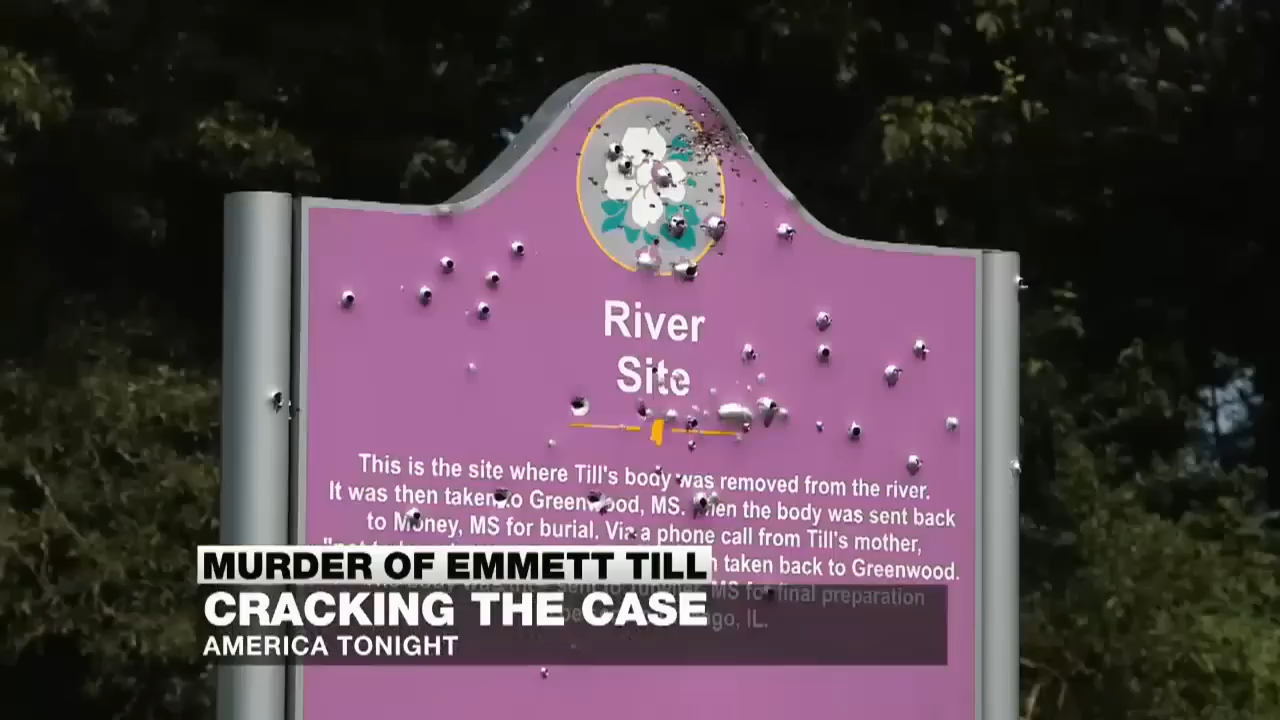 River
Site
This is the site where Till's body was removed from the river.
It was then taken to Greenwood, MS. Then the body was sent back
to Money, MS for burial. Via a phone call from Till's mother,
taken back to Greenwood.
MS for final preparation
IL.
MURDER OF EMMETT TILL
CRACKING THE CASE
AMERICA TONIGHT